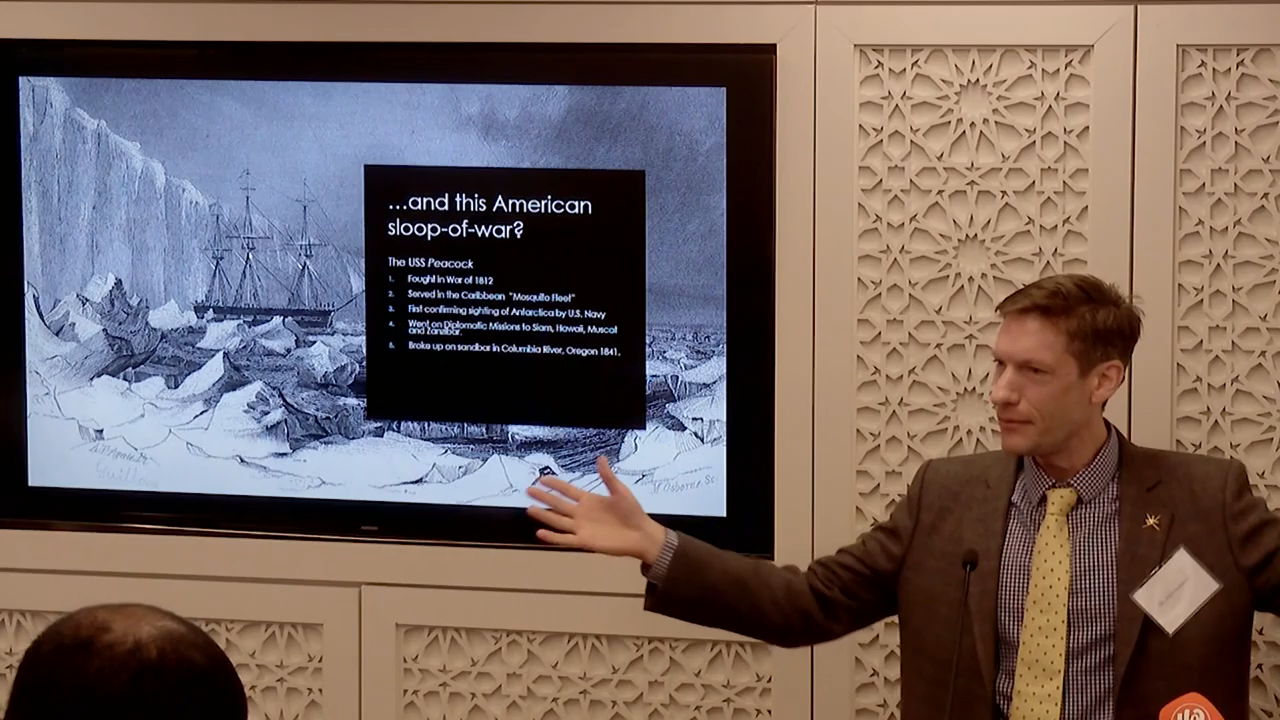 ...and this American
sloop-of-war?
The USS Peacock
1. Fought in War of 1812
2. Served in the Caribbean "Mosquito Fleet"
3. First confirming sighting of Antarctica by U.S. Navy
4. Went on Diplomatic Missions to Siam, Hawaii, Muscat
and Zanzibar.
5. Broke up on sandbar in Columbia River, Oregon 1841.
Osborne Sc